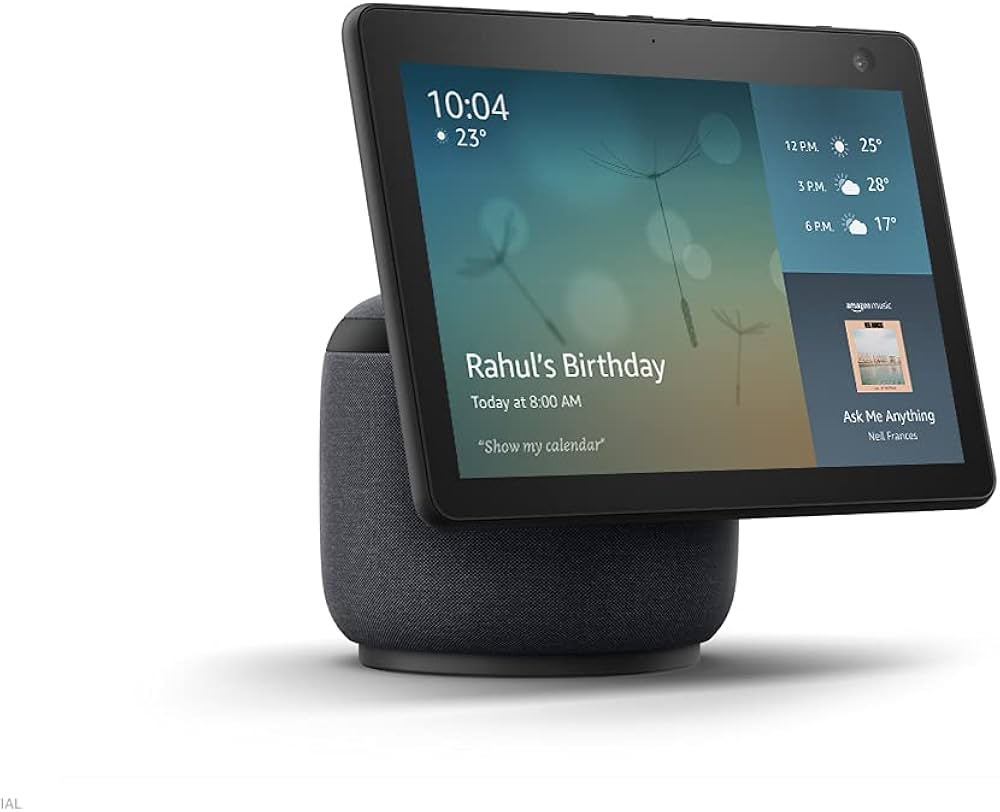 10:04
23°
Rahul's Birthday
Today at 8:00 AM
“Show my calendar”
12 P.M. 25°
3 P.M. 28°
6 P.M. 17°
amazon music
Ask Me Anything
Neil Frances
IAL